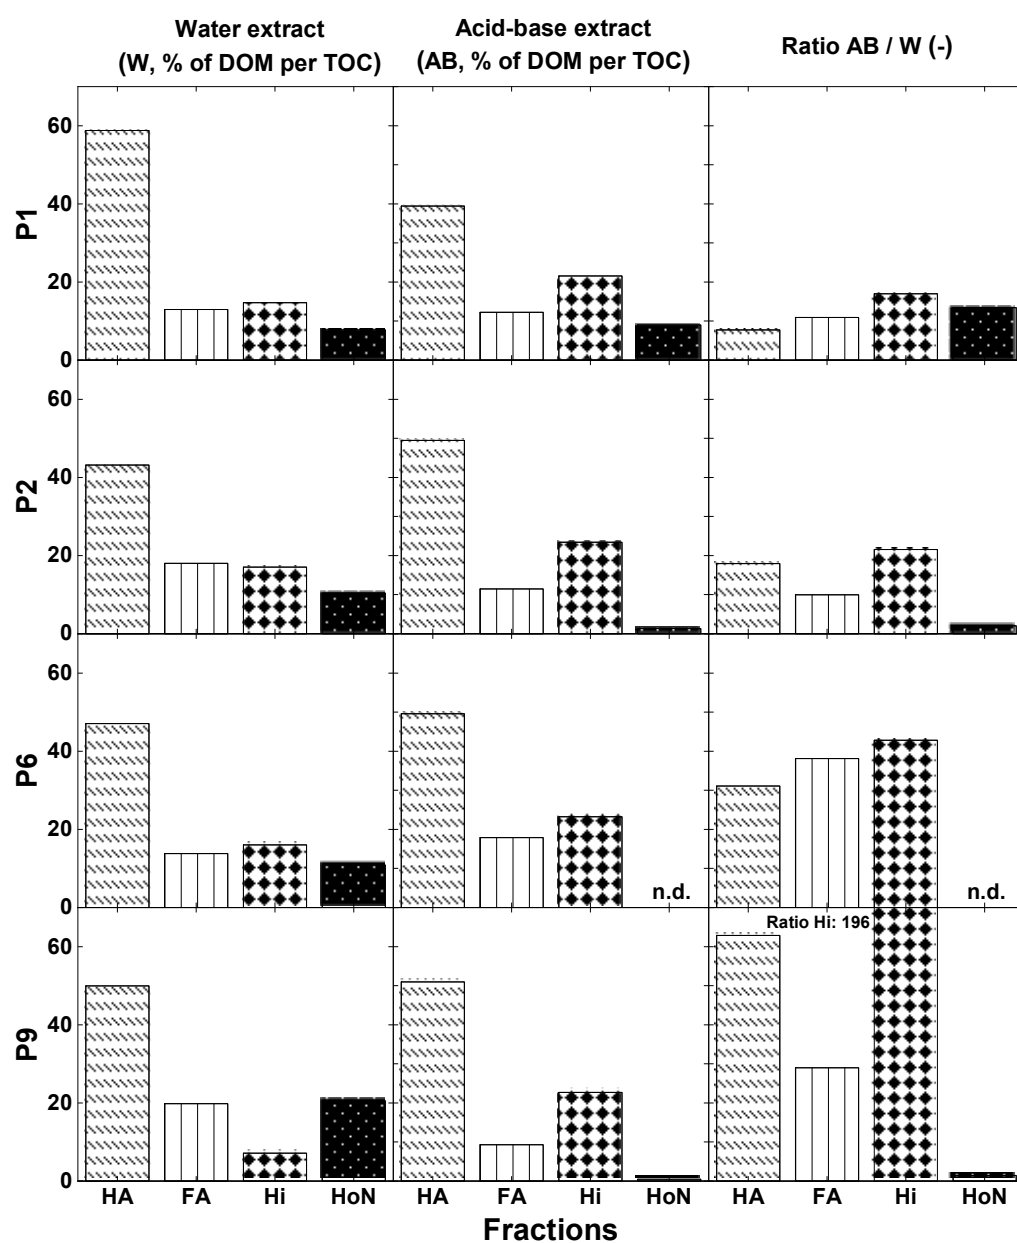 Water extract
(W, % of DOM per TOC)
Acid-base extract
(AB, % of DOM per TOC)
Ratio AB / W (-)
P1
60
40
20
0
P2
60
40
20
0
P6
60
40
20
0
n.d.
n.d.
P9
60
40
20
0
Ratio Hi: 196
HA FA Hi HoN HA FA Hi HoN HA FA Hi HoN
Fractions